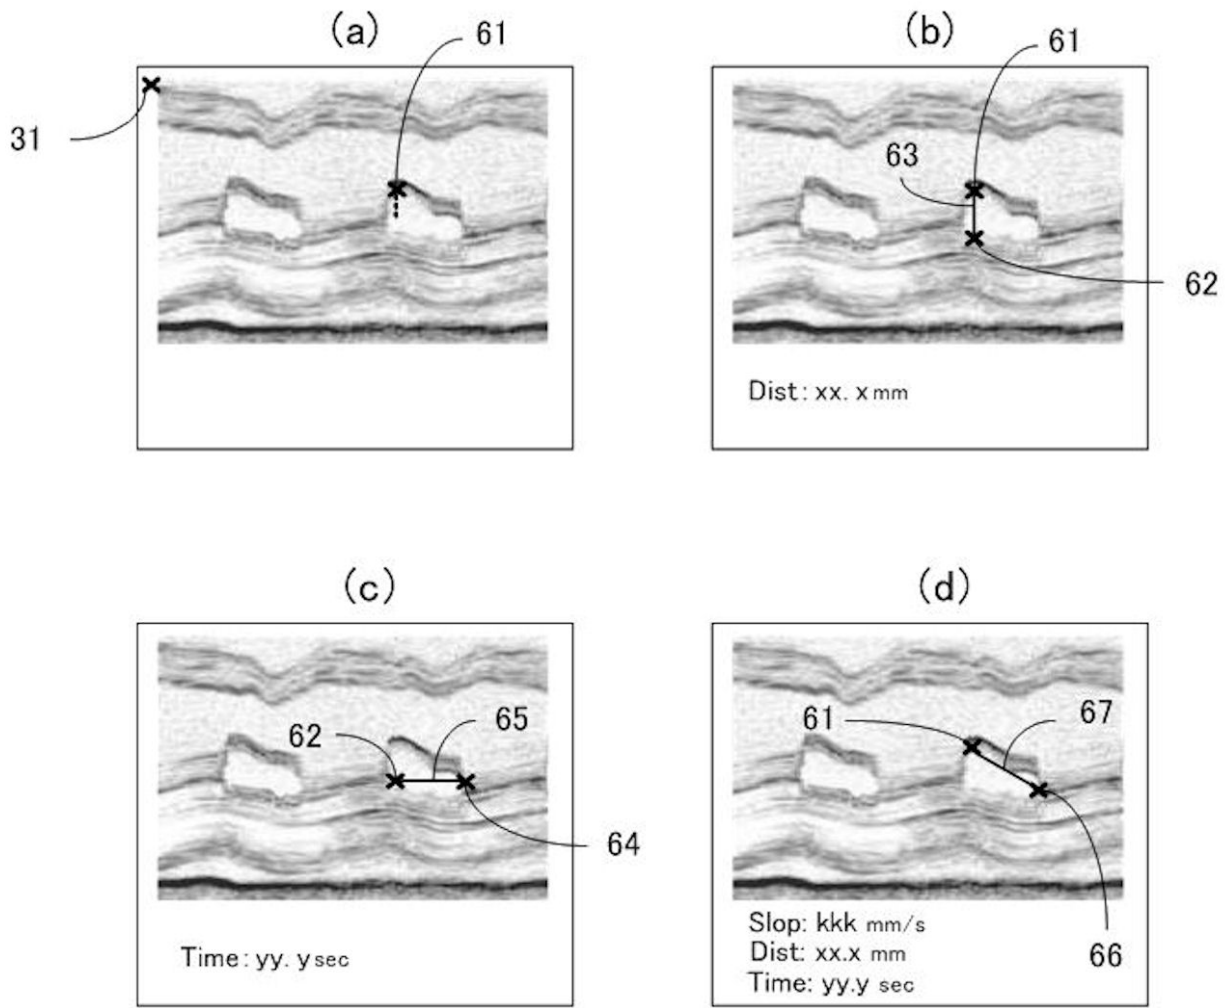 (a)
61
31
(b)
61
63
62
Dist: xx. x mm
(c)
62
65
64
Time: yy. y sec
(d)
61
67
66
Slop: kkk mm/s
Dist: xx.x mm
Time: yy.y sec